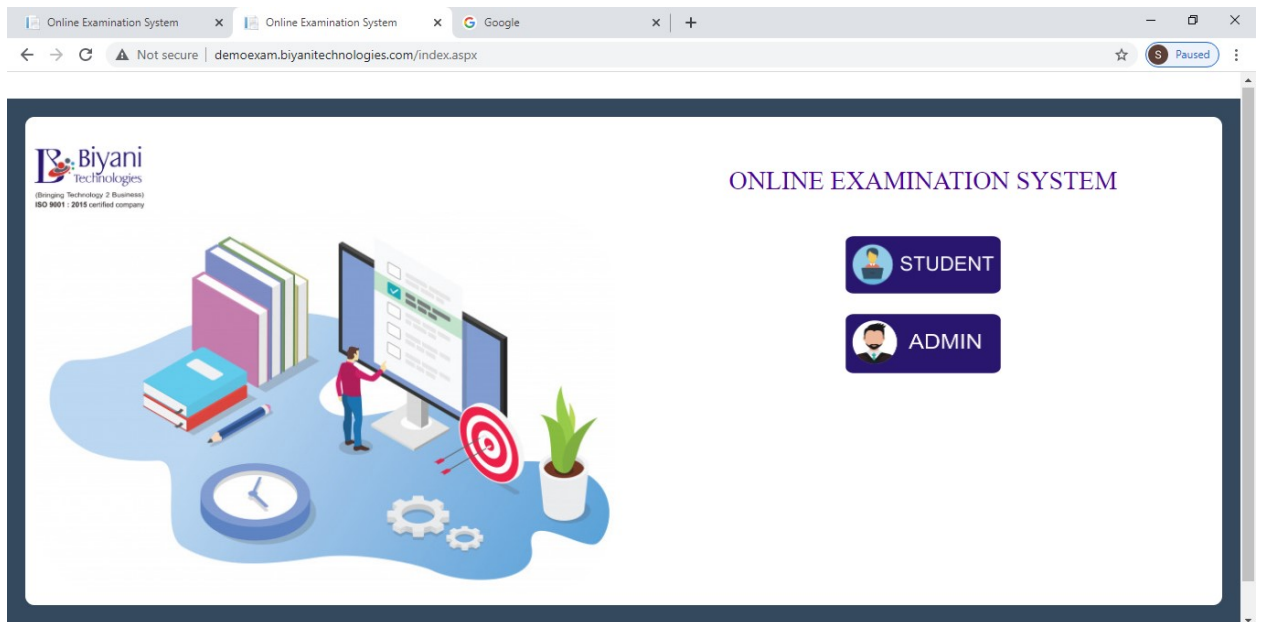 Online Examination System
Online Examination System
Google
Not secure
demoexam.biyanitechnologies.com/index.aspx
S
Paused
Biyani
Technologies
(Bringing Technology 2 Business)
ISO 9001 : 2015 certified company
ONLINE EXAMINATION SYSTEM
STUDENT
ADMIN